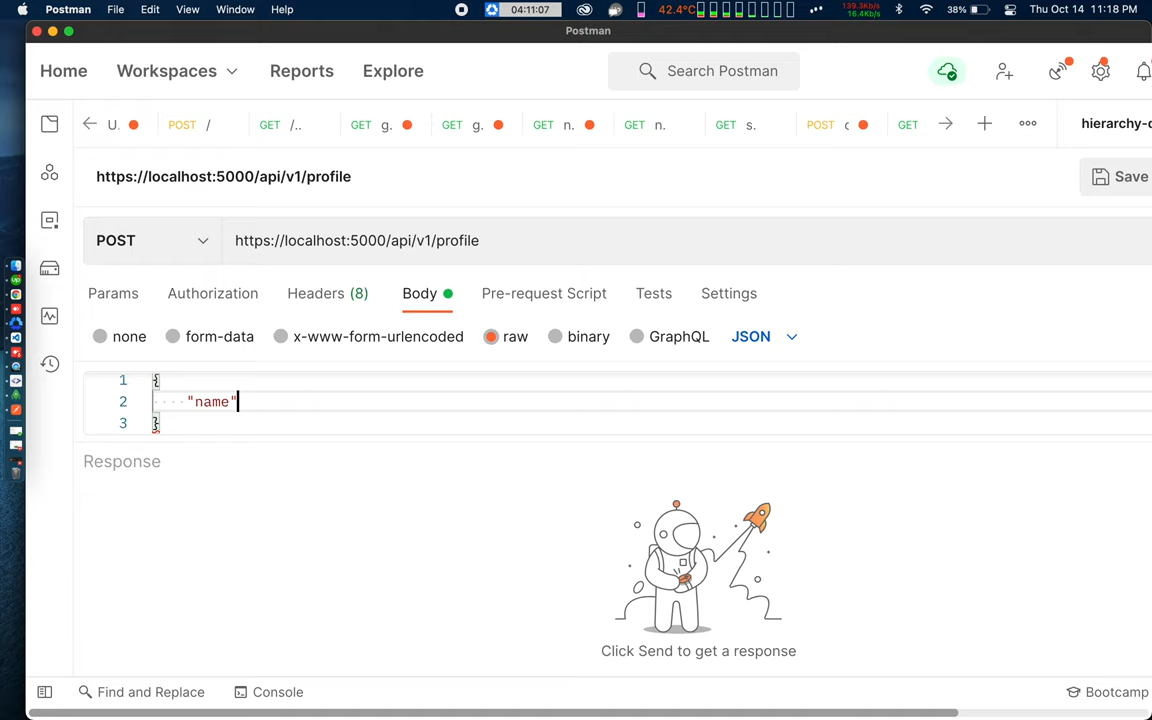 Postman File Edit View Window Help 04:11:07 42.4°C 139.3Kb/s 16.4Kb/s 38% Thu Oct 14 11:18 PM
Postman
Home Workspaces Reports Explore Search Postman
U. POST / GET /.. GET g. GET g. GET n. GET n. GET s. POST c GET hierarchy-c
https://localhost:5000/api/v1/profile Save
POST https://localhost:5000/api/v1/profile
Params Authorization Headers (8) Body Pre-request Script Tests Settings
none form-data x-www-form-urlencoded raw binary GraphQL JSON
1 {
2 "name"
3 }
Response
Click Send to get a response
Find and Replace Console Bootcamp